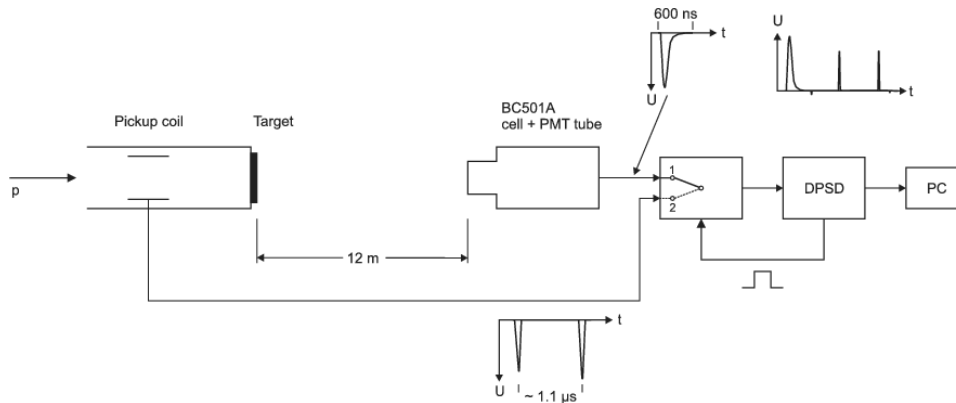 600 ns
t
U
U
t
BC501A
cell + PMT tube
Pickup coil
Target
p
1
2
DPSD
PC
12 m
t
U
~ 1.1 µs